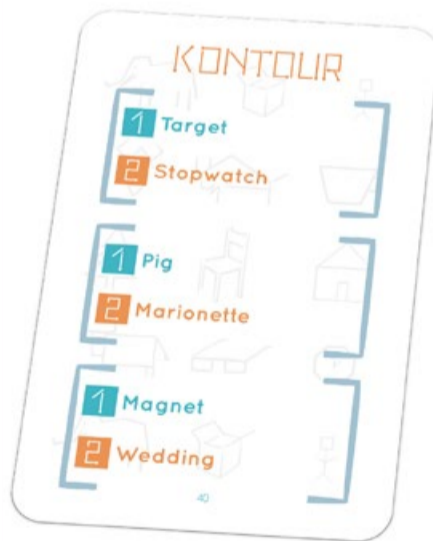 KONTOUR
1 Target
2 Stopwatch
1 Pig
2 Marionette
1 Magnet
2 Wedding
40